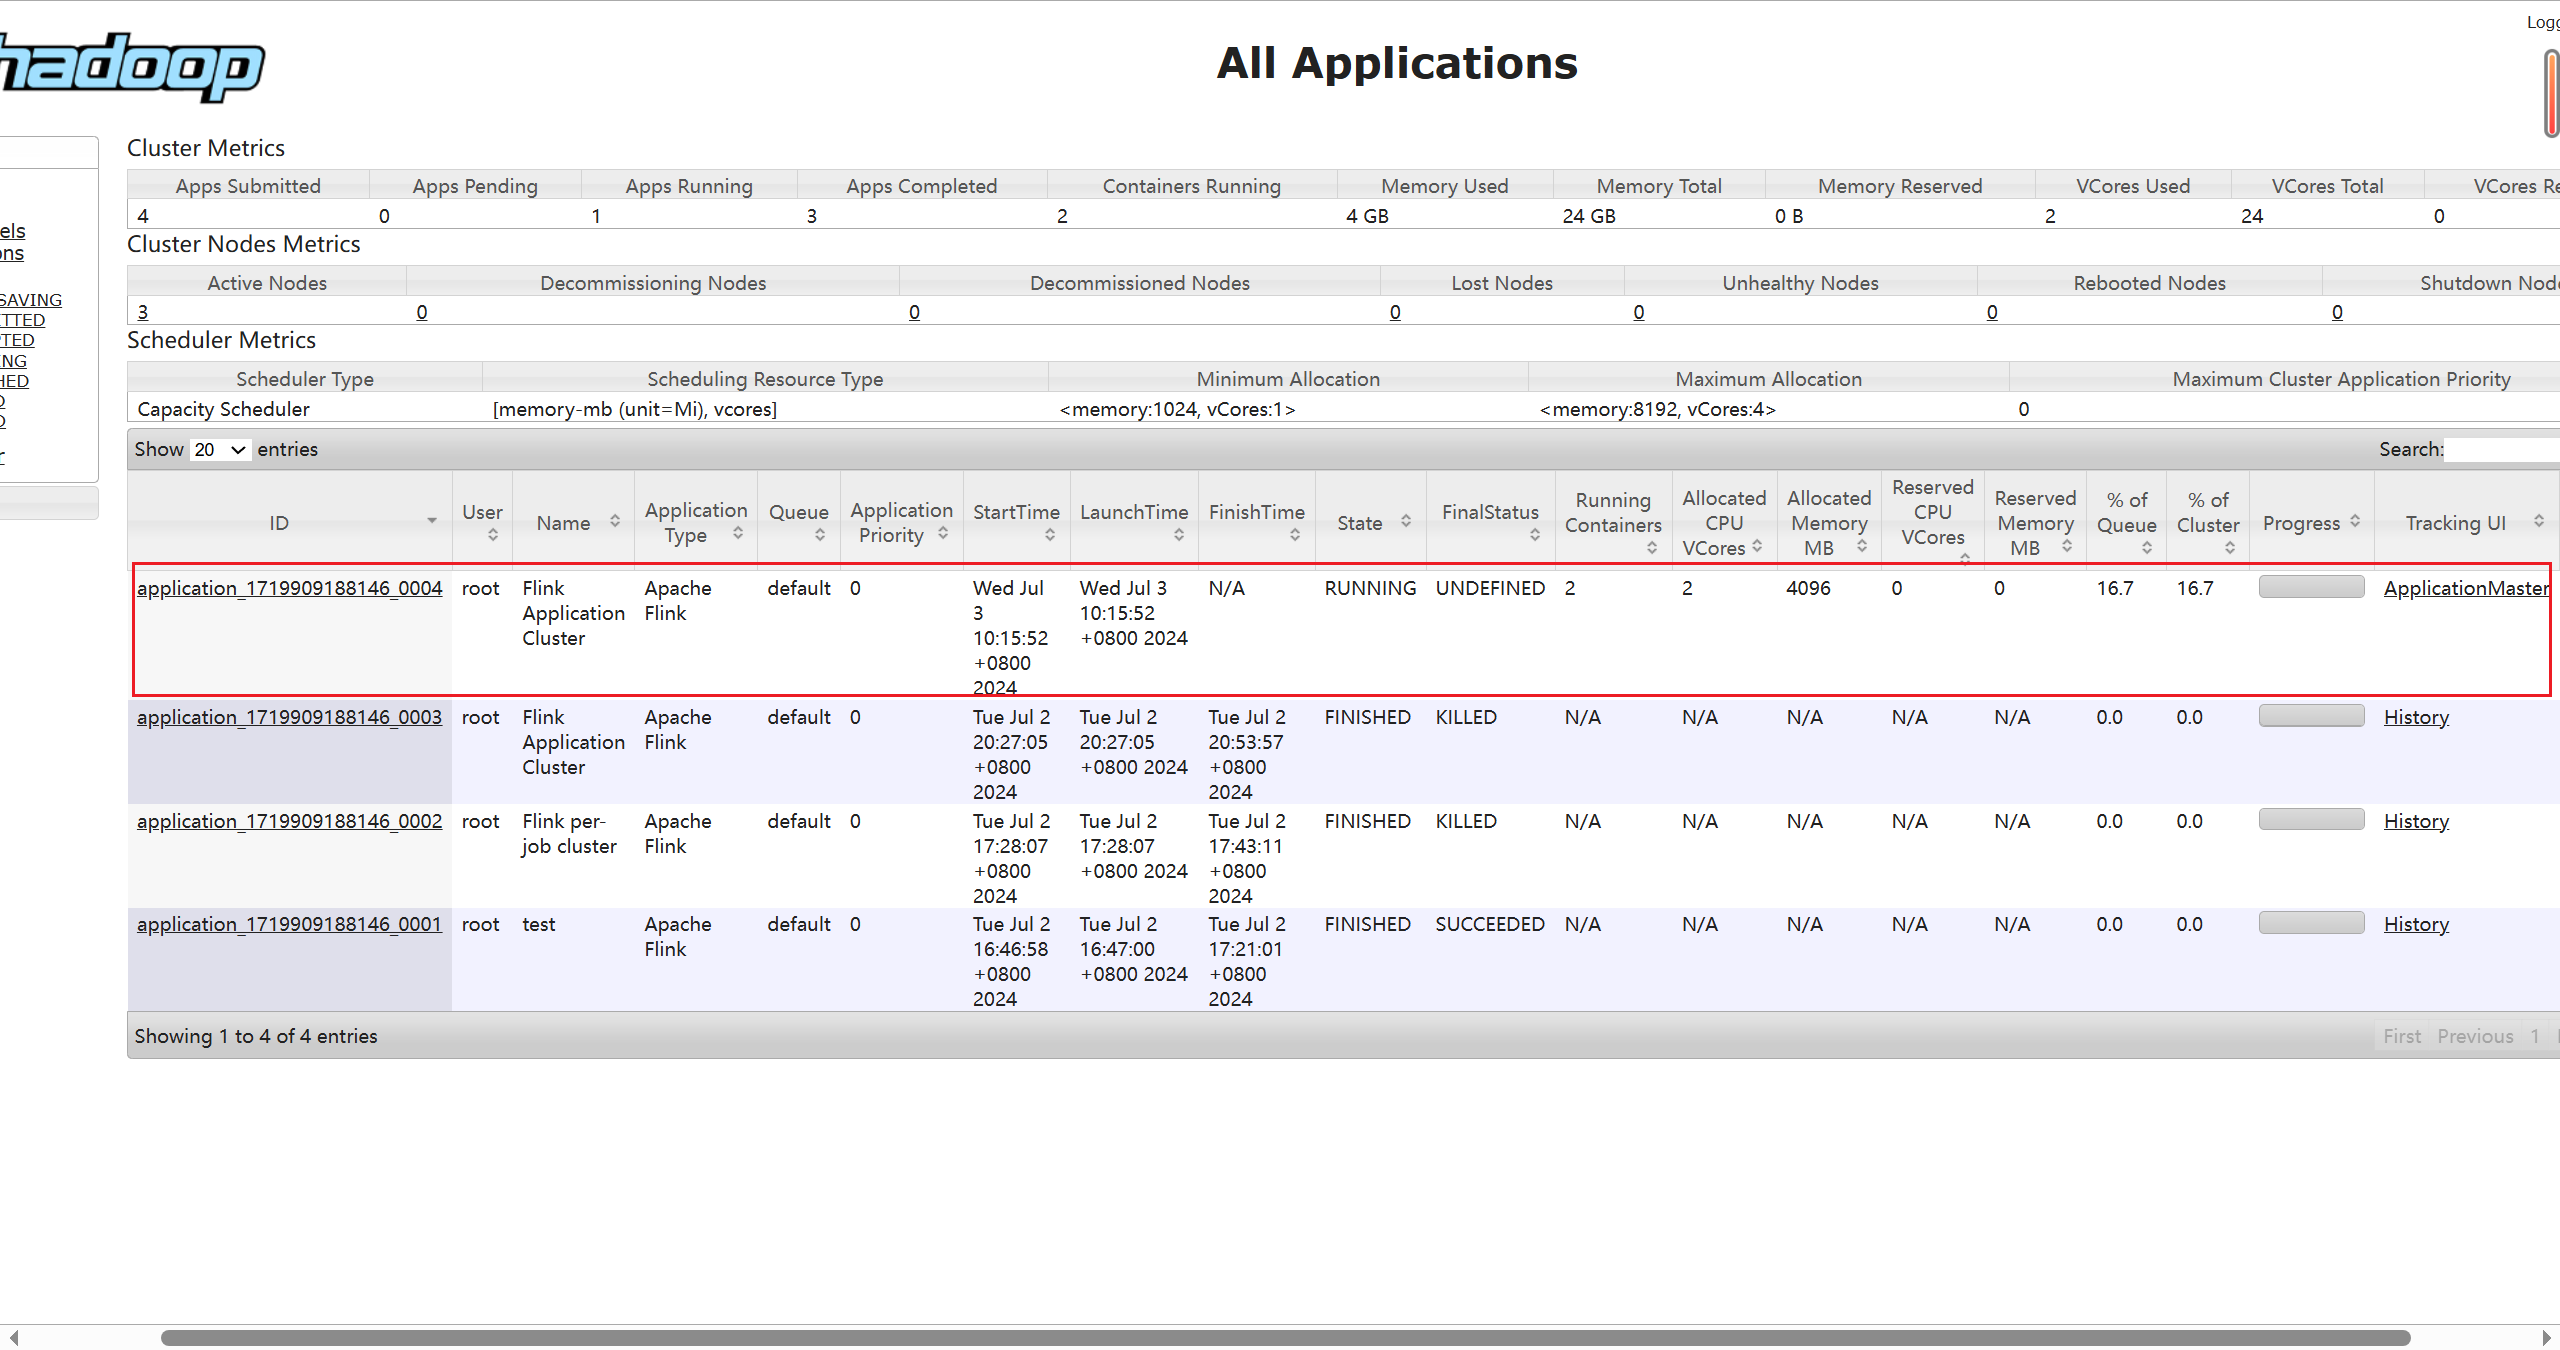 hadoop
All Applications
Logg
els
ons
SAVING
TTED
PTED
ING
HED
D
D
r
Cluster Metrics
Apps Submitted Apps Pending Apps Running Apps Completed Containers Running Memory Used Memory Total Memory Reserved VCores Used VCores Total VCores Re
4 0 1 3 2 4 GB 24 GB 0 B 2 24 0
Cluster Nodes Metrics
Active Nodes Decommissioning Nodes Decommissioned Nodes Lost Nodes Unhealthy Nodes Rebooted Nodes Shutdown Node
3 0 0 0 0 0 0
Scheduler Metrics
Scheduler Type Scheduling Resource Type Minimum Allocation Maximum Allocation Maximum Cluster Application Priority
Capacity Scheduler [memory-mb (unit=Mi), vcores] <memory:1024, vCores:1> <memory:8192, vCores:4> 0
Show 20 entries Search:
ID User Name Application Type Queue Application Priority StartTime LaunchTime FinishTime State FinalStatus Running Containers Allocated CPU VCores Allocated Memory MB Reserved CPU VCores Reserved Memory MB % of Queue % of Cluster Progress Tracking UI
application_1719909188146_0004 root Flink Application Cluster Apache Flink default 0 Wed Jul 3 10:15:52 +0800 2024 Wed Jul 3 10:15:52 +0800 2024 N/A RUNNING UNDEFINED 2 2 4096 0 0 16.7 16.7 ApplicationMaster
application_1719909188146_0003 root Flink Application Cluster Apache Flink default 0 Tue Jul 2 20:27:05 +0800 2024 Tue Jul 2 20:27:05 +0800 2024 Tue Jul 2 20:53:57 +0800 2024 FINISHED KILLED N/A N/A N/A N/A N/A 0.0 0.0 History
application_1719909188146_0002 root Flink per-job cluster Apache Flink default 0 Tue Jul 2 17:28:07 +0800 2024 Tue Jul 2 17:28:07 +0800 2024 Tue Jul 2 17:43:11 +0800 2024 FINISHED KILLED N/A N/A N/A N/A N/A 0.0 0.0 History
application_1719909188146_0001 root test Apache Flink default 0 Tue Jul 2 16:46:58 +0800 2024 Tue Jul 2 16:47:00 +0800 2024 Tue Jul 2 17:21:01 +0800 2024 FINISHED SUCCEEDED N/A N/A N/A N/A N/A 0.0 0.0 History
Showing 1 to 4 of 4 entries First Previous 1